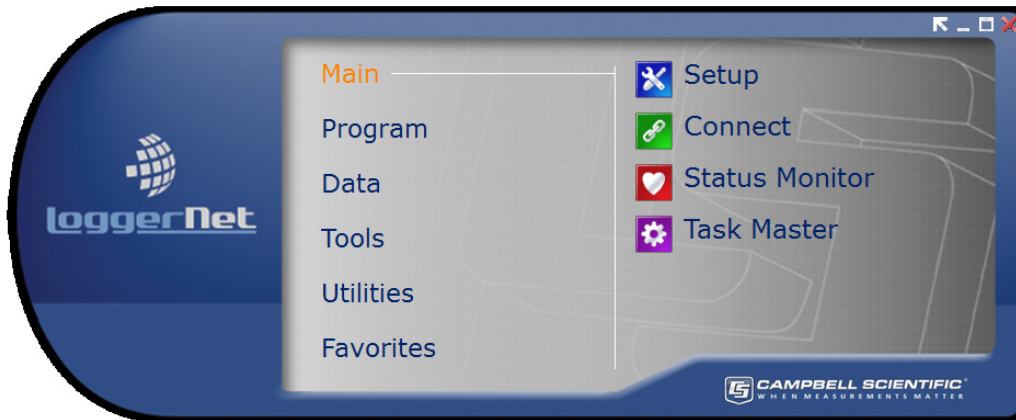 LoggerNet
Main
Program
Data
Tools
Utilities
Favorites
Setup
Connect
Status Monitor
Task Master
CAMPBELL SCIENTIFIC
WHEN MEASUREMENTS MATTER